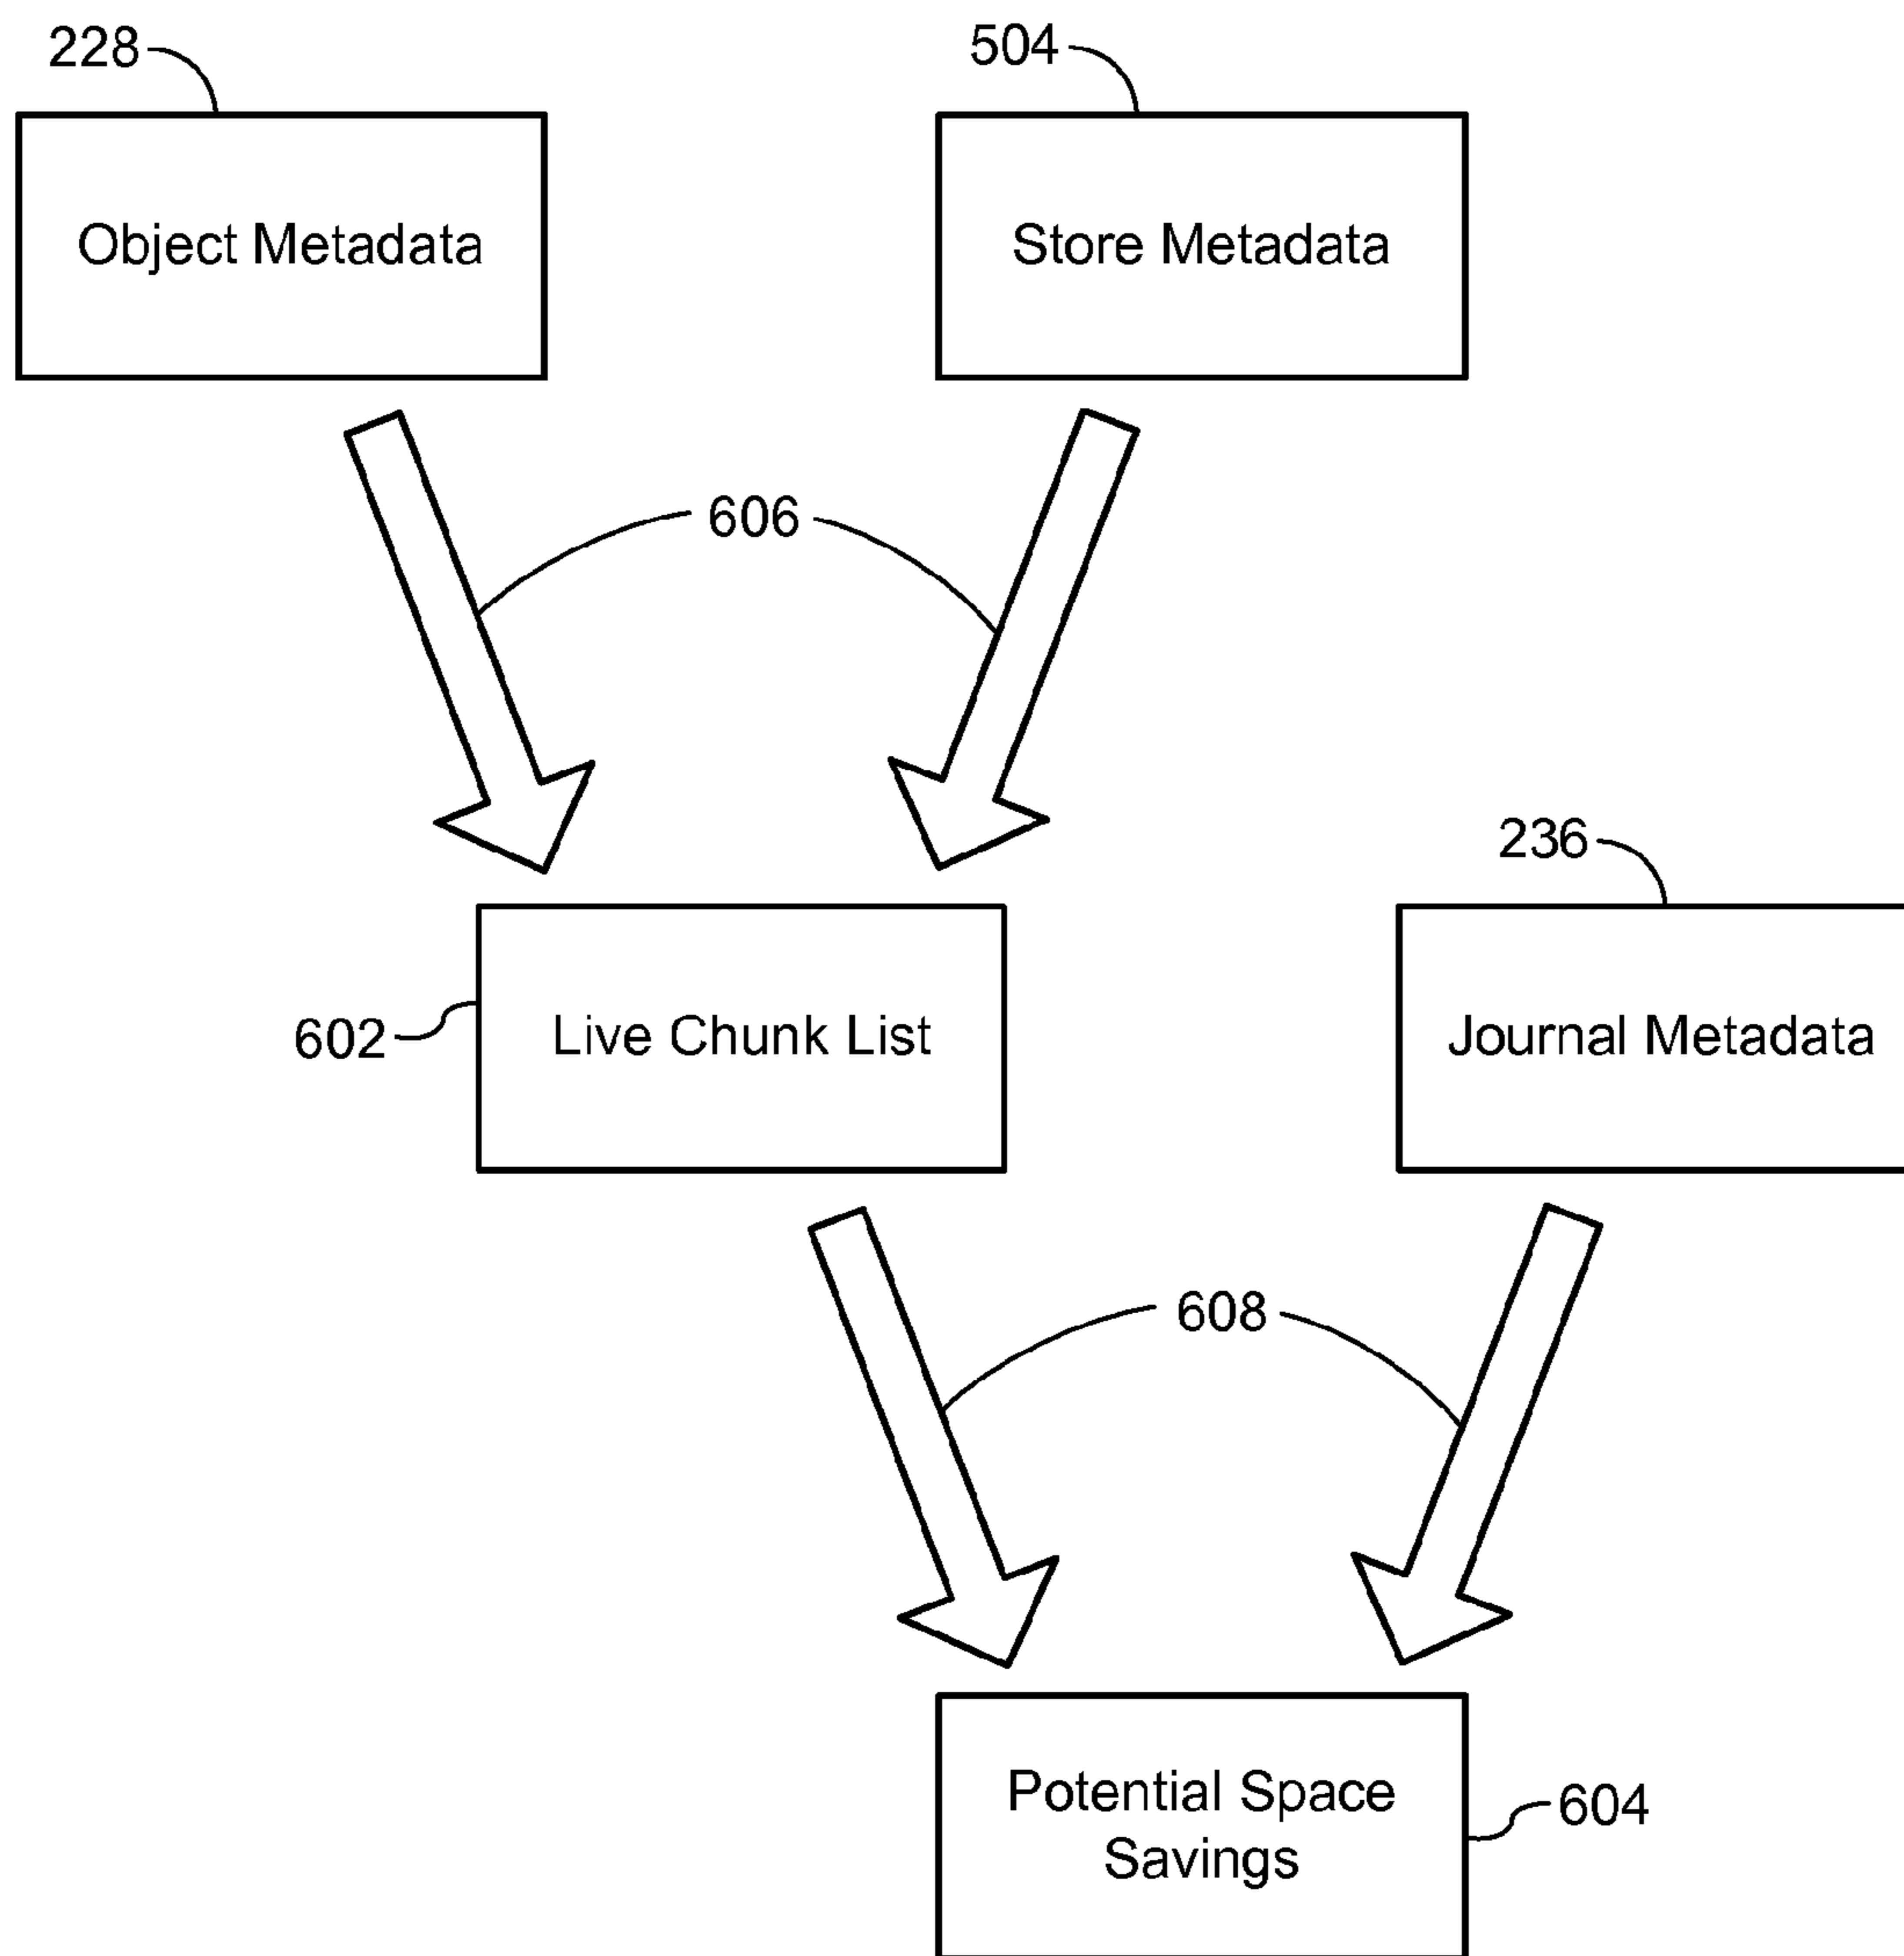 228
504
Object Metadata
Store Metadata
606
236
602
Live Chunk List
Journal Metadata
608
Potential Space
Savings
604